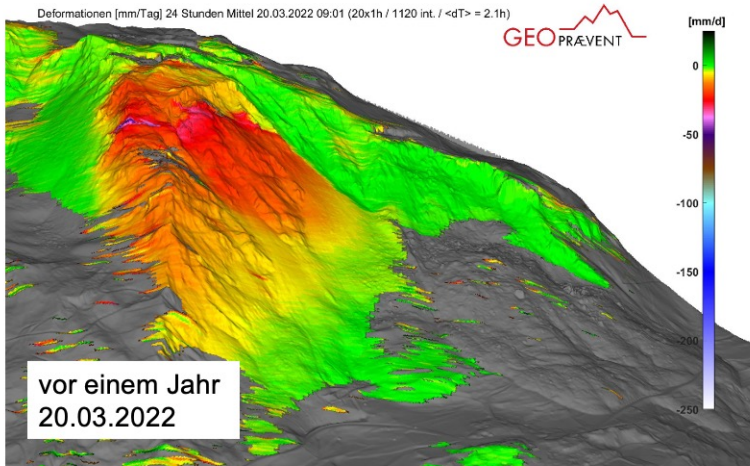 Deformationen [mm/Tag] 24 Stunden Mittel 20.03.2022 09:01 (20x1h / 1120 int. / <dT> = 2.1h)
GEOPRÆVENT
[mm/d]
0
-50
-100
-150
-200
-250
vor einem Jahr
20.03.2022